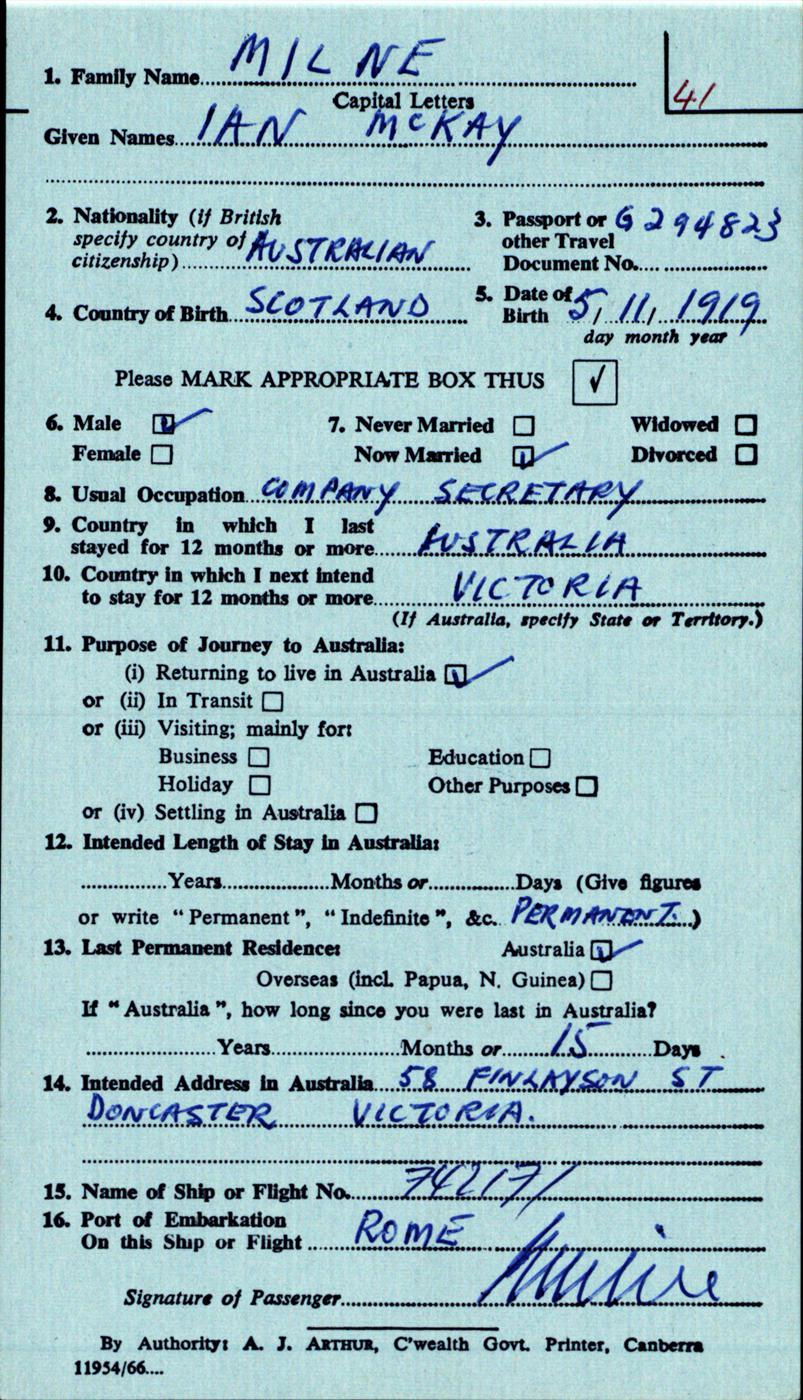 1. Family Name MILNE
Capital Letters
41
Given Names IAN McKAY
2. Nationality (if British
specify country of
citizenship) AUSTRALIAN
3. Passport or G 294823
other Travel
Document No.
4. Country of Birth SCOTLAND
5. Date of
Birth 5/ 11/ 1919
day month year
Please MARK APPROPRIATE BOX THUS ✓
6. Male ✓ 7. Never Married ☐ Widowed ☐
Female ☐ Now Married ✓ Divorced ☐
8. Usual Occupation COMPANY SECRETARY
9. Country in which I last
stayed for 12 months or more AUSTRALIA
10. Country in which I next intend
to stay for 12 months or more VICTORIA
(If Australia, specify State or Territory.)
11. Purpose of Journey to Australia:
(i) Returning to live in Australia ✓
or (ii) In Transit ☐
or (iii) Visiting; mainly for:
Business ☐ Education ☐
Holiday ☐ Other Purposes ☐
or (iv) Settling in Australia ☐
12. Intended Length of Stay in Australia:
Years Months or Days (Give figures
or write "Permanent", "Indefinite", &c. PERMANENT.)
13. Last Permanent Residence: Australia ✓
Overseas (incl. Papua, N. Guinea) ☐
If "Australia", how long since you were last in Australia?
Years Months or 15 Days
14. Intended Address in Australia 58 FINLAYSON ST
DONCASTER VICTORIA.
15. Name of Ship or Flight No.
16. Port of Embarkation
On this Ship or Flight ROME
Signature of Passenger
By Authority: A. J. ARTHUR, C'wealth Govt. Printer, Canberra
11954/66....